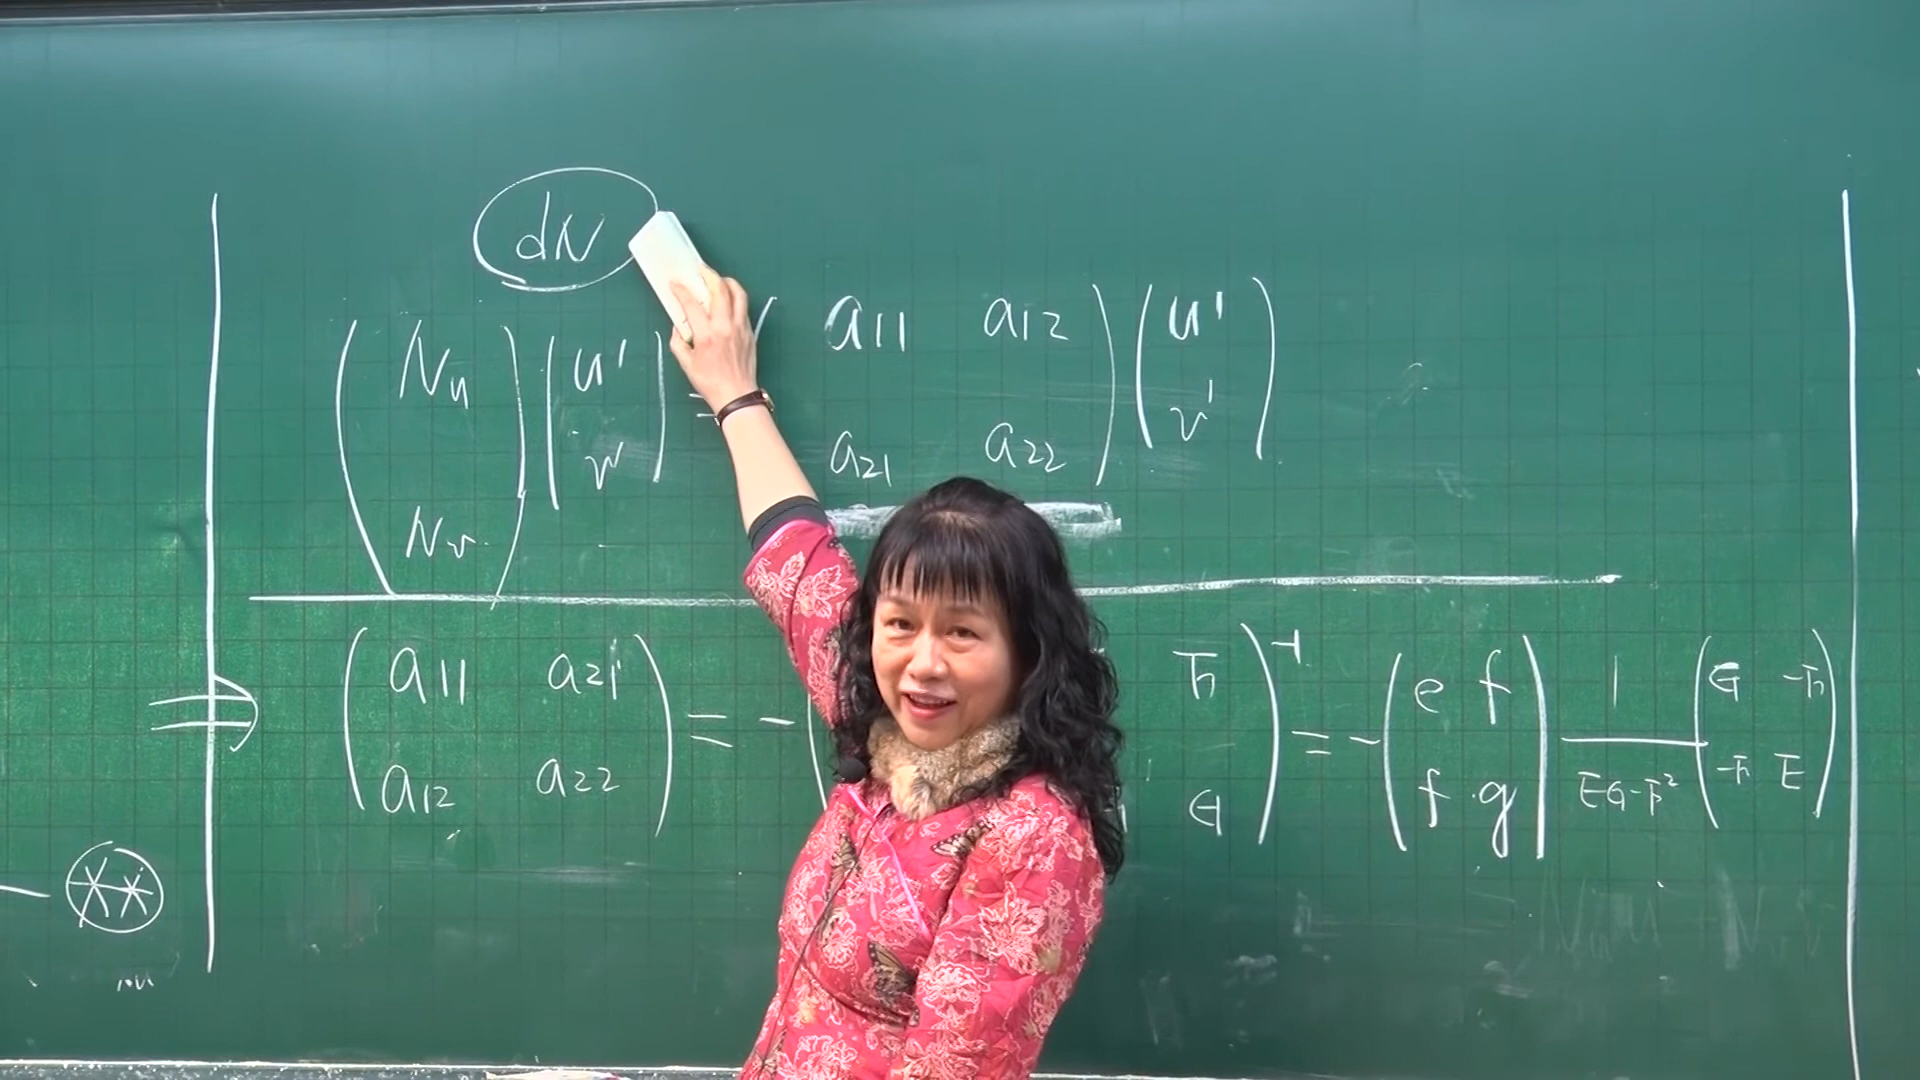 dN
( Nu Nv ) ( u' v' ) = ( a11 a12 a21 a22 ) ( u' v' )
⇒ ( a11 a21 a12 a22 ) = - ( F G )⁻¹ = - ( e f f g ) 1 / EG-F² ( G -F -F E )
**